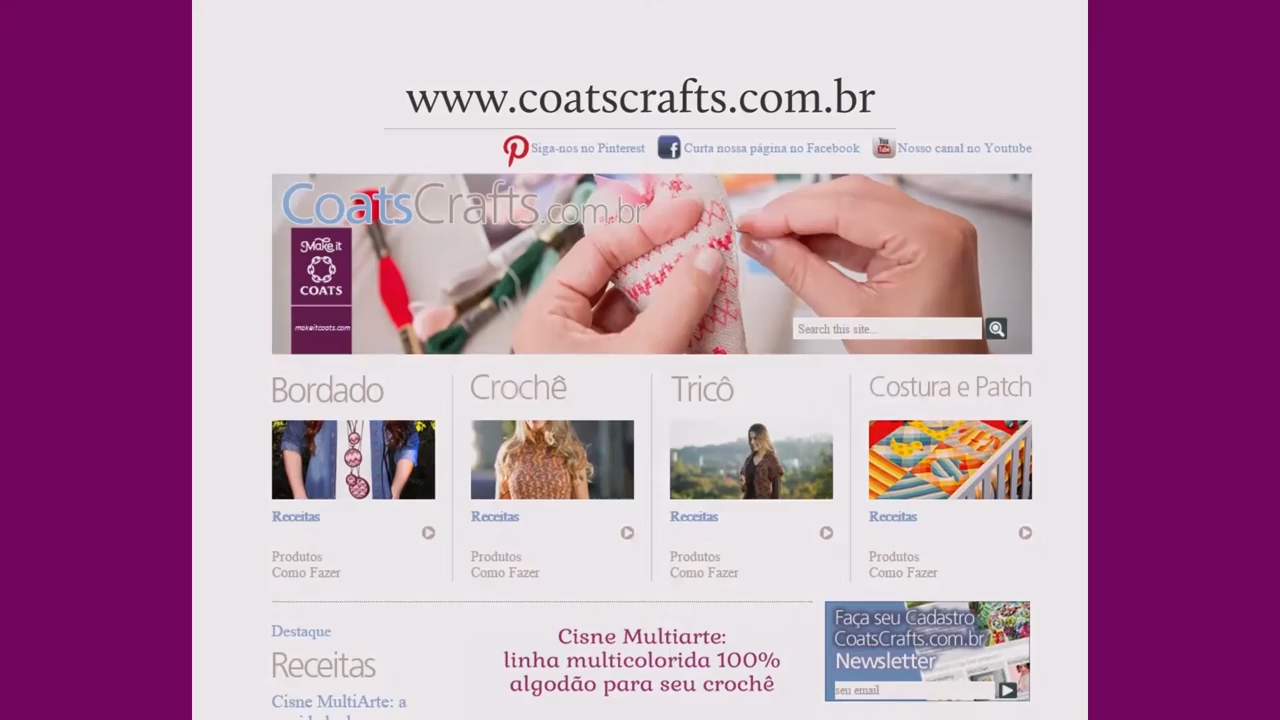 www.coatscrafts.com.br
Siga-nos no Pinterest
Curta nossa página no Facebook
You
Tube
Nosso canal no Youtube
CoatsCrafts.com.br
Make it
COATS
makeitcoats.com
Search this site...
Bordado
Crochê
Tricô
Costura e Patch
Receitas
Receitas
Receitas
Receitas
Produtos
Como Fazer
Produtos
Como Fazer
Produtos
Como Fazer
Produtos
Como Fazer
Destaque
Receitas
Cisne MultiArte: a
Cisne Multiarte:
linha multicolorida 100%
algodão para seu crochê
Faça seu Cadastro
CoatsCrafts.com.br
Newsletter
seu email